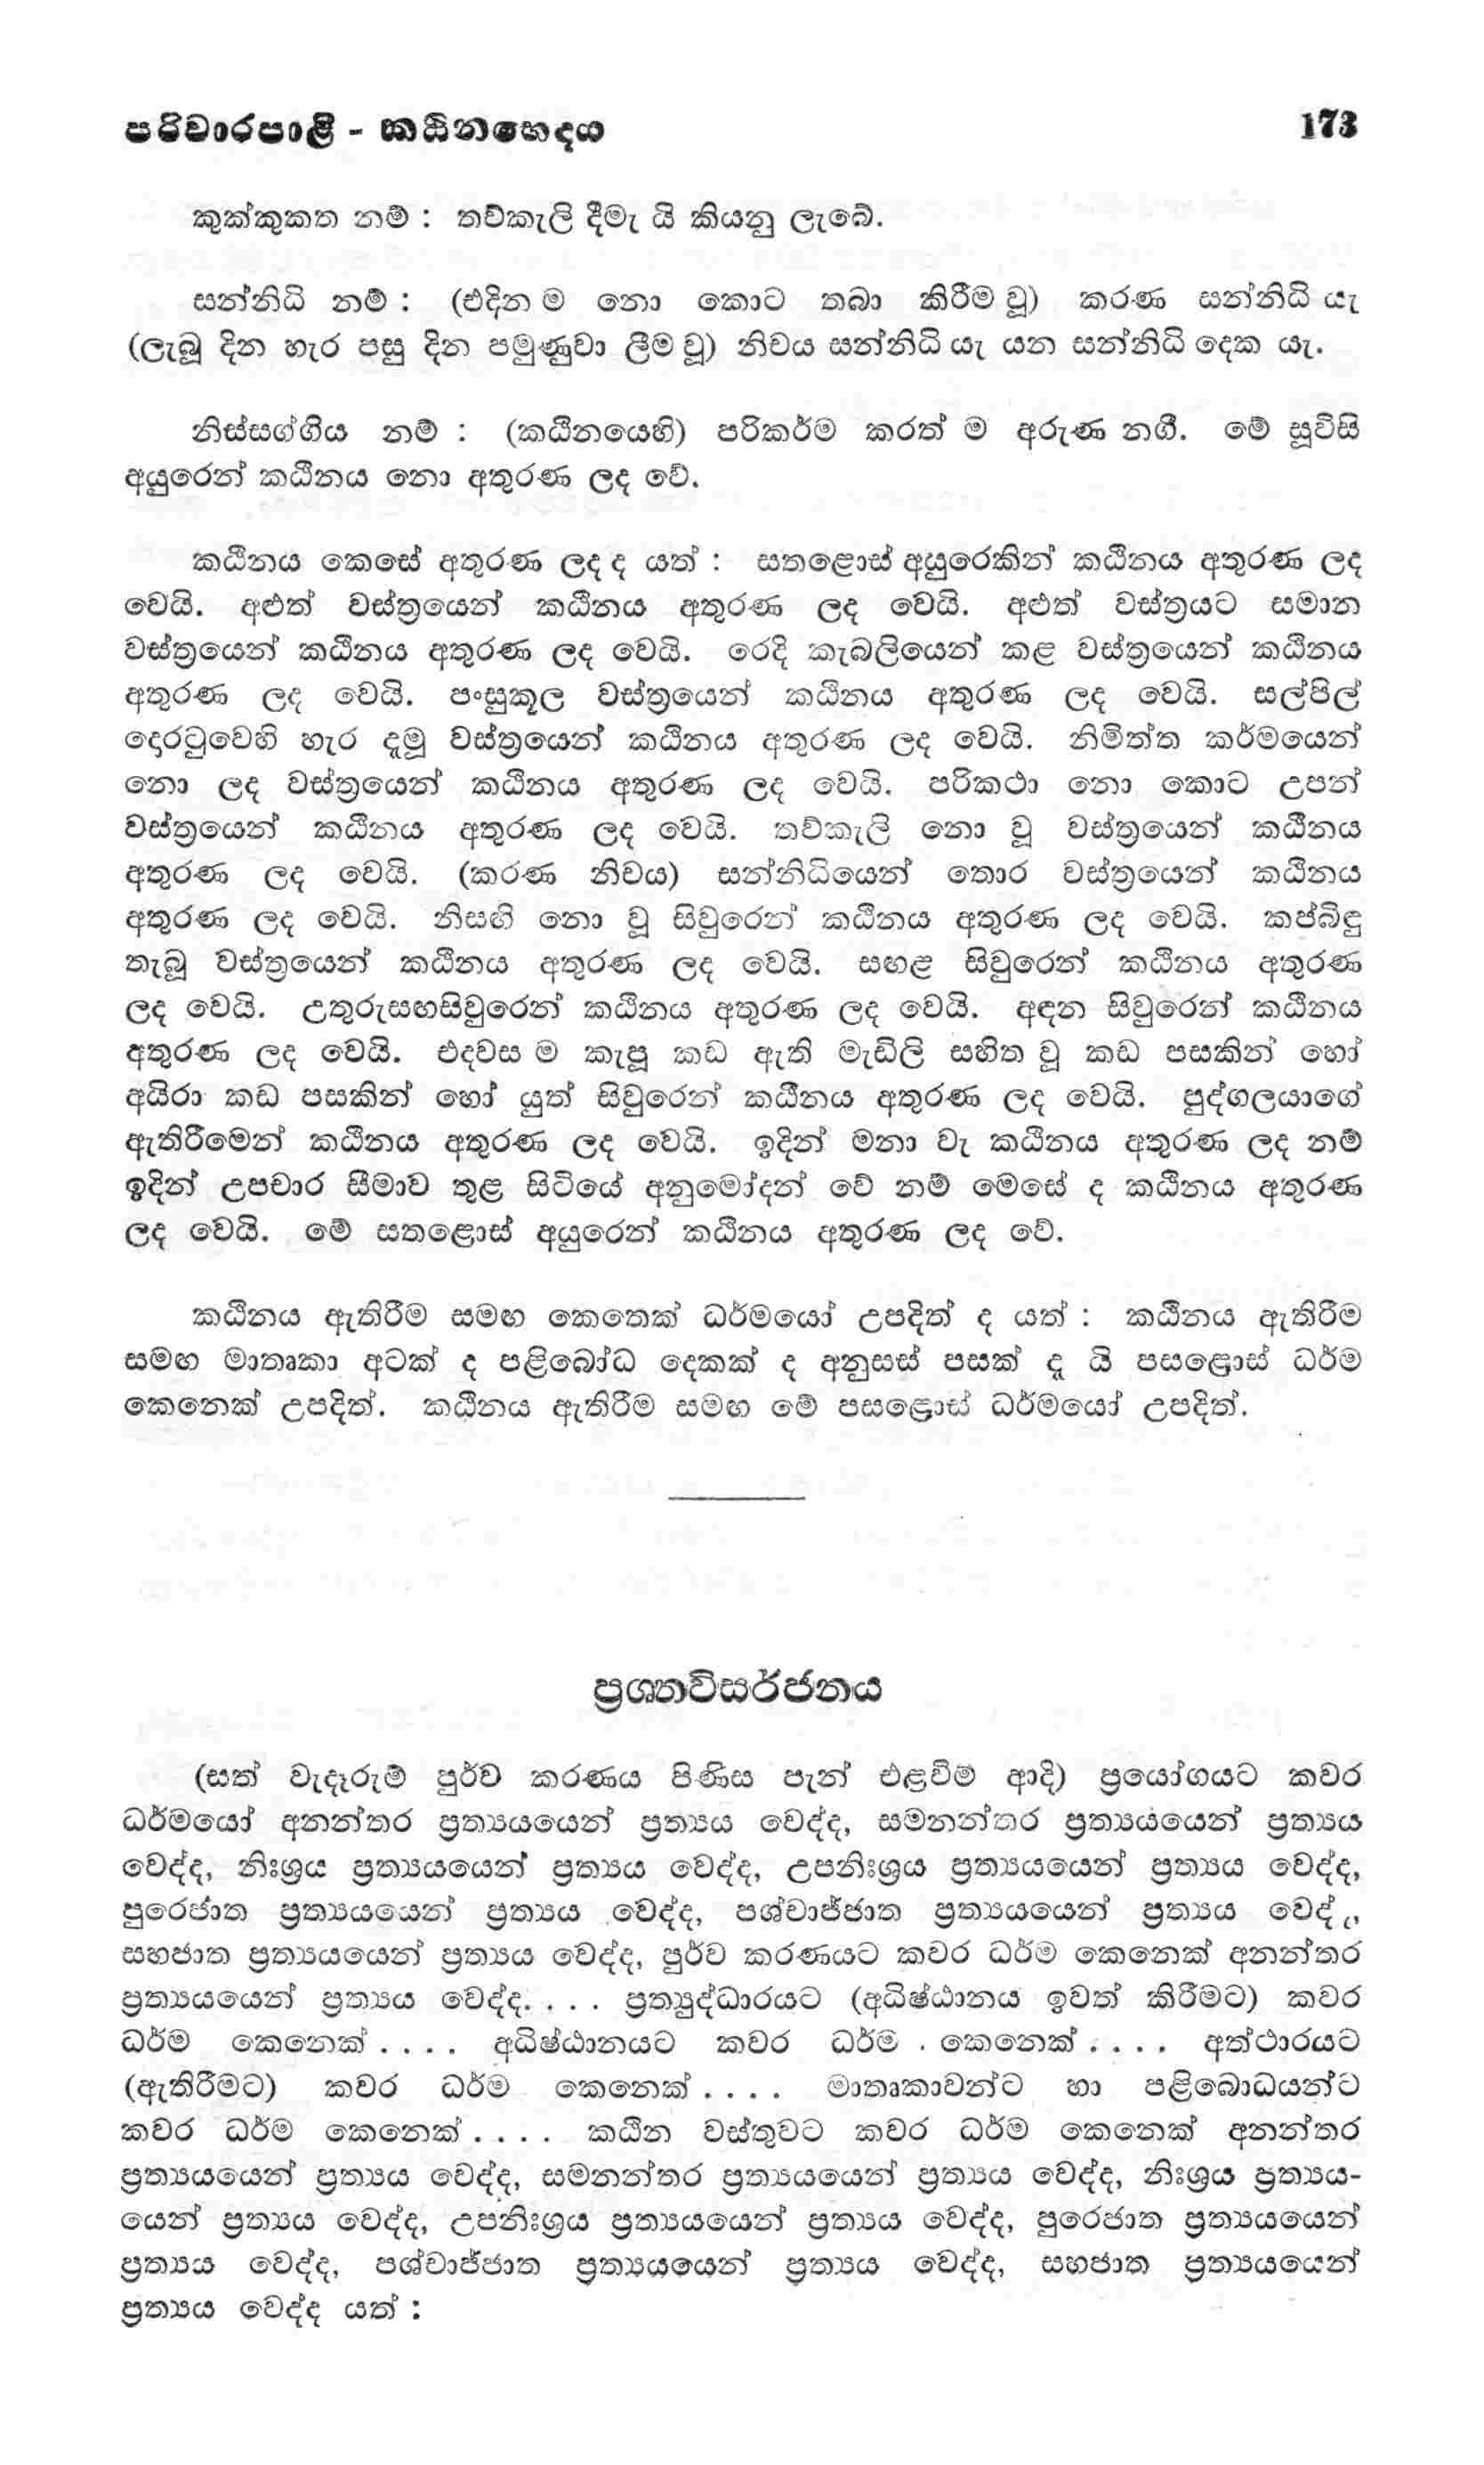 පරිවාරපාළි - කඨිනභෙදය 173
කුක්කුකත නම් : තව්කැලි දීමැ යි කියනු ලැබේ.
සන්නිධි නම් : (එදින ම නො කොට තබා කිරීම වූ) කරණ සන්නිධි යැ
(ලැබූ දින හැර පසු දින පමුණුවා ලීම වූ) නිචය සන්නිධි යැ යන සන්නිධි දෙක යැ.
නිස්සග්ගිය නම් : (කඨිනයෙහි) පරිකර්ම කරත් ම අරුණ නගී. මේ සූවිසි
අයුරෙන් කඨිනය නො අතුරණ ලද වේ.
කඨිනය කෙසේ අතුරණ ලද ද යත් : සතළොස් අයුරෙකින් කඨිනය අතුරණ ලද
වෙයි. අළුත් වස්ත්‍රයෙන් කඨිනය අතුරණ ලද වෙයි. අළුත් වස්ත්‍රයට සමාන
වස්ත්‍රයෙන් කඨිනය අතුරණ ලද වෙයි. රෙදි කැබලියෙන් කළ වස්ත්‍රයෙන් කඨිනය
අතුරණ ලද වෙයි. පංසුකූල වස්ත්‍රයෙන් කඨිනය අතුරණ ලද වෙයි. සල්පිල්
දොරටුවෙහි හැර දැමූ වස්ත්‍රයෙන් කඨිනය අතුරණ ලද වෙයි. නිමිත්ත කර්මයෙන්
නො ලද වස්ත්‍රයෙන් කඨිනය අතුරණ ලද වෙයි. පරිකථා නො කොට උපන්
වස්ත්‍රයෙන් කඨිනය අතුරණ ලද වෙයි. තව්කැලි නො වූ වස්ත්‍රයෙන් කඨිනය
අතුරණ ලද වෙයි. (කරණ නිචය) සන්නිධියෙන් තොර වස්ත්‍රයෙන් කඨිනය
අතුරණ ලද වෙයි. නිසඟි නො වූ සිවුරෙන් කඨිනය අතුරණ ලද වෙයි. කප්බිඳු
තැබූ වස්ත්‍රයෙන් කඨිනය අතුරණ ලද වෙයි. සඟළ සිවුරෙන් කඨිනය අතුරණ
ලද වෙයි. උතුරුසඟසිවුරෙන් කඨිනය අතුරණ ලද වෙයි. අඳන සිවුරෙන් කඨිනය
අතුරණ ලද වෙයි. එදවස ම කැපූ කඩ ඇති මැඩිලි සහිත වූ කඩ පසකින් හෝ
අයිරා කඩ පසකින් හෝ යුත් සිවුරෙන් කඨිනය අතුරණ ලද වෙයි. පුද්ගලයාගේ
ඇතිරීමෙන් කඨිනය අතුරණ ලද වෙයි. ඉදින් මනා වැ කඨිනය අතුරණ ලද නම්
ඉදින් උපචාර සීමාව තුළ සිටියේ අනුමෝදන් වේ නම් මෙසේ ද කඨිනය අතුරණ
ලද වෙයි. මේ සතළොස් අයුරෙන් කඨිනය අතුරණ ලද වේ.
කඨිනය ඇතිරීම සමඟ කෙතෙක් ධර්මයෝ උපදිත් ද යත් : කඨිනය ඇතිරීම
සමඟ මාතෘකා අටක් ද පළිබෝධ දෙකක් ද අනුසස් පසක් ද යි පසළොස් ධර්ම
කෙනෙක් උපදිත්. කඨිනය ඇතිරීම සමඟ මේ පසළොස් ධර්මයෝ උපදිත්.
ප්‍රශ්නවිසර්ජනය
(සත් වැදෑරුම් පුර්ව කරණය පිණිස පැන් එළවීම් ආදි) ප්‍රයෝගයට කවර
ධර්මයෝ අනන්තර ප්‍රත්‍යයයෙන් ප්‍රත්‍යය වෙද්ද, සමනන්තර ප්‍රත්‍යයයෙන් ප්‍රත්‍යය
වෙද්ද, නිඃශ්‍රය ප්‍රත්‍යයයෙන් ප්‍රත්‍යය වෙද්ද, උපනිඃශ්‍රය ප්‍රත්‍යයයෙන් ප්‍රත්‍යය වෙද්ද,
පුරෙජාත ප්‍රත්‍යයයෙන් ප්‍රත්‍යය වෙද්ද, පශ්චාජ්ජාත ප්‍රත්‍යයයෙන් ප්‍රත්‍යය
සහජාත ප්‍රත්‍යයයෙන් ප්‍රත්‍යය වෙද්ද, පුර්ව කරණයට කවර ධර්ම කෙනෙක් අනන්තර
ප්‍රත්‍යයයෙන් ප්‍රත්‍යය වෙද්ද. . . . ප්‍රත්‍යුද්ධාරයට (අධිෂ්ඨානය ඉවත් කිරීමට) කවර
ධර්ම කෙනෙක් . . . . අධිෂ්ඨානයට කවර ධර්ම කෙනෙක් . . . . අත්ථාරයට
(ඇතිරීමට) කවර ධර්ම කෙනෙක් . . . . මාතෘකාවන්ට හා පළිබොධයන්ට
කවර ධර්ම කෙනෙක් . . . . කඨින වස්තුවට කවර ධර්ම කෙනෙක් අනන්තර
ප්‍රත්‍යයයෙන් ප්‍රත්‍යය වෙද්ද, සමනන්තර ප්‍රත්‍යයයෙන් ප්‍රත්‍යය වෙද්ද, නිඃශ්‍රය ප්‍රත්‍යය-
යෙන් ප්‍රත්‍යය වෙද්ද, උපනිඃශ්‍රය ප්‍රත්‍යයයෙන් ප්‍රත්‍යය වෙද්ද, පුරෙජාත ප්‍රත්‍යයයෙන්
ප්‍රත්‍යය වෙද්ද, පශ්චාජ්ජාත ප්‍රත්‍යයයෙන් ප්‍රත්‍යය වෙද්ද, සහජාත ප්‍රත්‍යයයෙන්
ප්‍රත්‍යය වෙද්ද යත් :